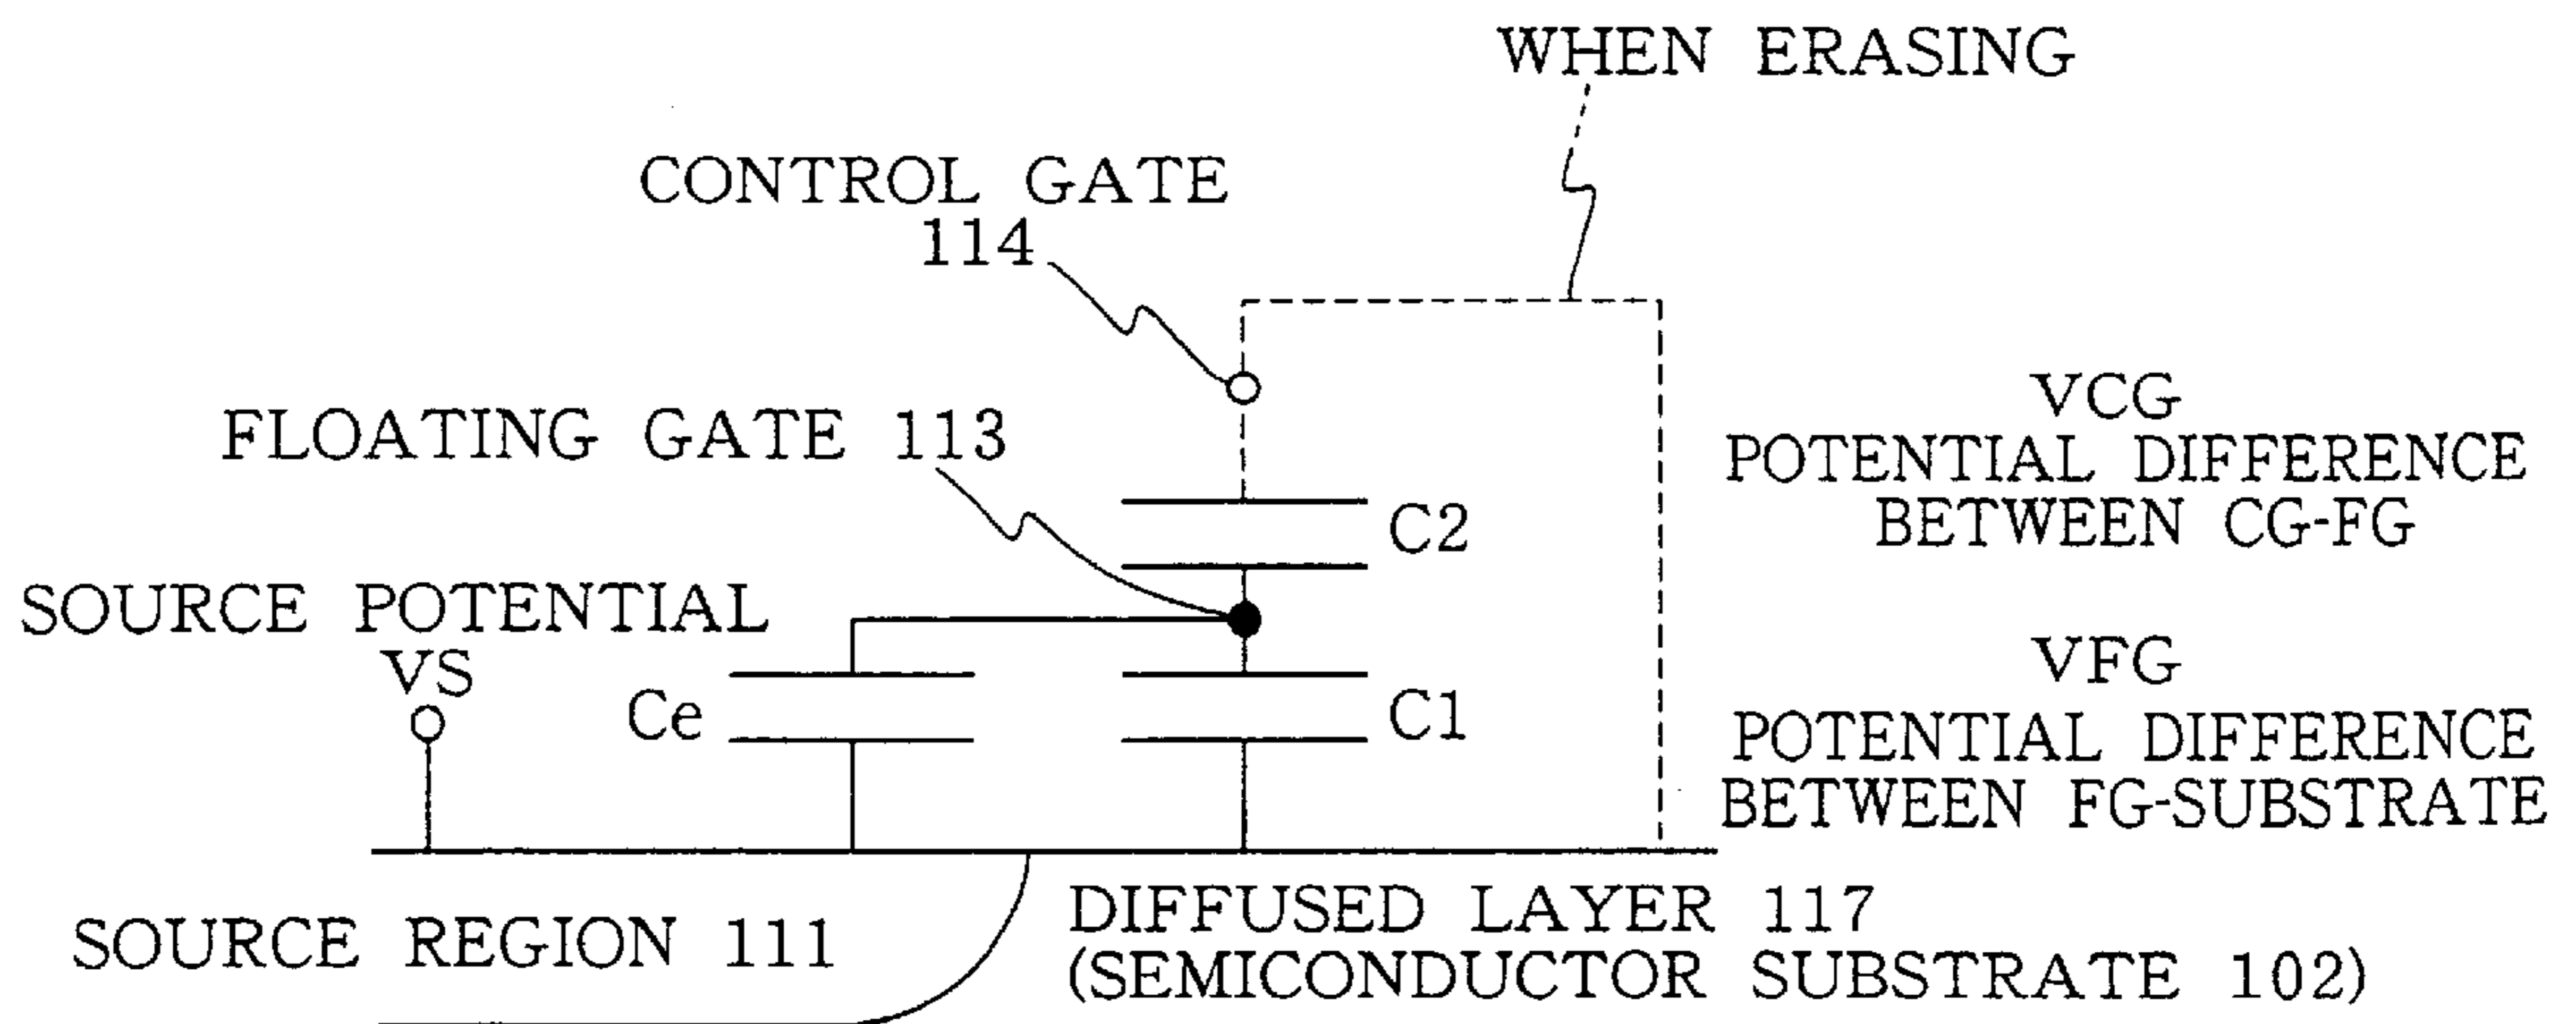 WHEN ERASING
CONTROL GATE
114
FLOATING GATE 113
VCG
POTENTIAL DIFFERENCE
BETWEEN CG-FG
C2
SOURCE POTENTIAL
VS
Ce
C1
VFG
POTENTIAL DIFFERENCE
BETWEEN FG-SUBSTRATE
SOURCE REGION 111
DIFFUSED LAYER 117
(SEMICONDUCTOR SUBSTRATE 102)